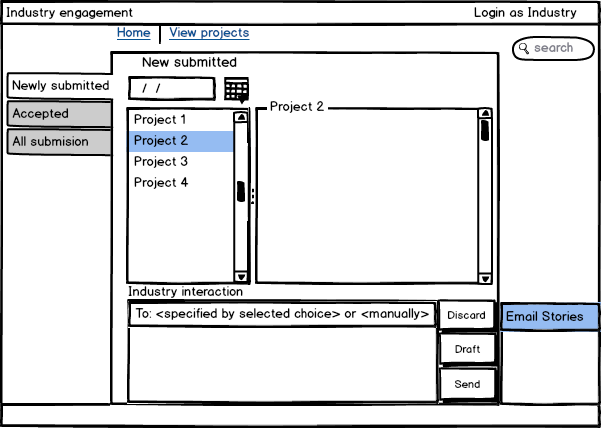 Industry engagement
Login as Industry
Home
View projects
search
New submitted
Newly submitted
/ /
Accepted
All submision
Project 1
Project 2
Project 3
Project 4
Project 2
Industry interaction
To: <specified by selected choice> or <manually>
Discard
Email Stories
Draft
Send